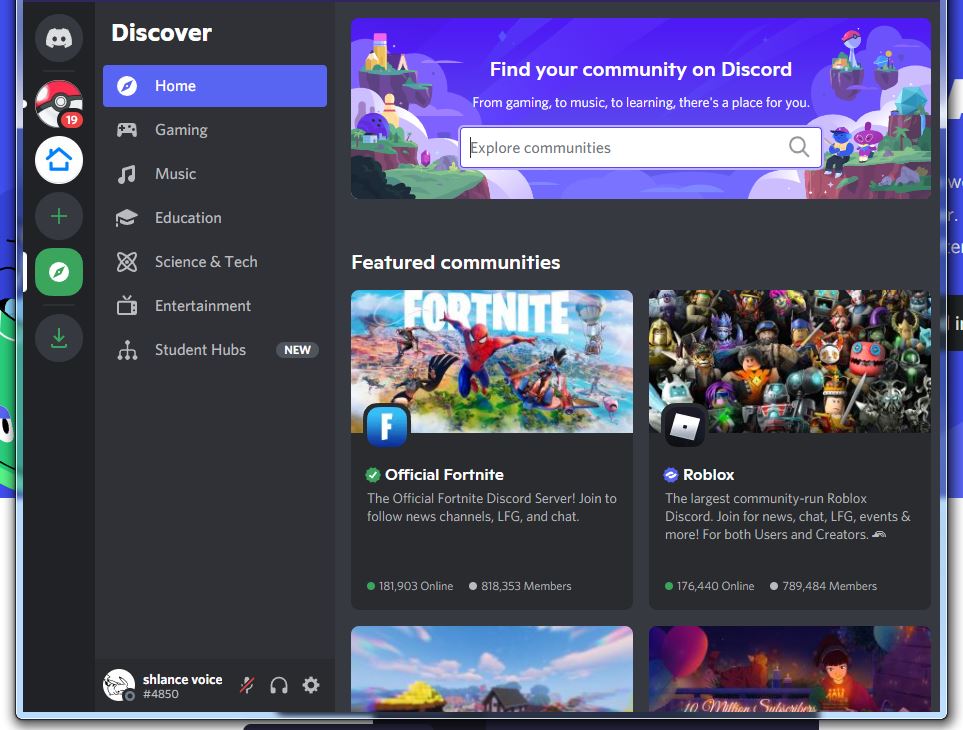 Discover
19
Home
Gaming
Music
Education
Science & Tech
Entertainment
Student Hubs NEW
shlance voice
#4850
Find your community on Discord
From gaming, to music, to learning, there's a place for you.
Explore communities
Featured communities
FORTNITE
F
Official Fortnite
The Official Fortnite Discord Server! Join to
follow news channels, LFG, and chat.
181,903 Online 818,353 Members
Roblox
The largest community-run Roblox
Discord. Join for news, chat, LFG, events &
more! For both Users and Creators.
176,440 Online 789,484 Members
10 Million Subscribers